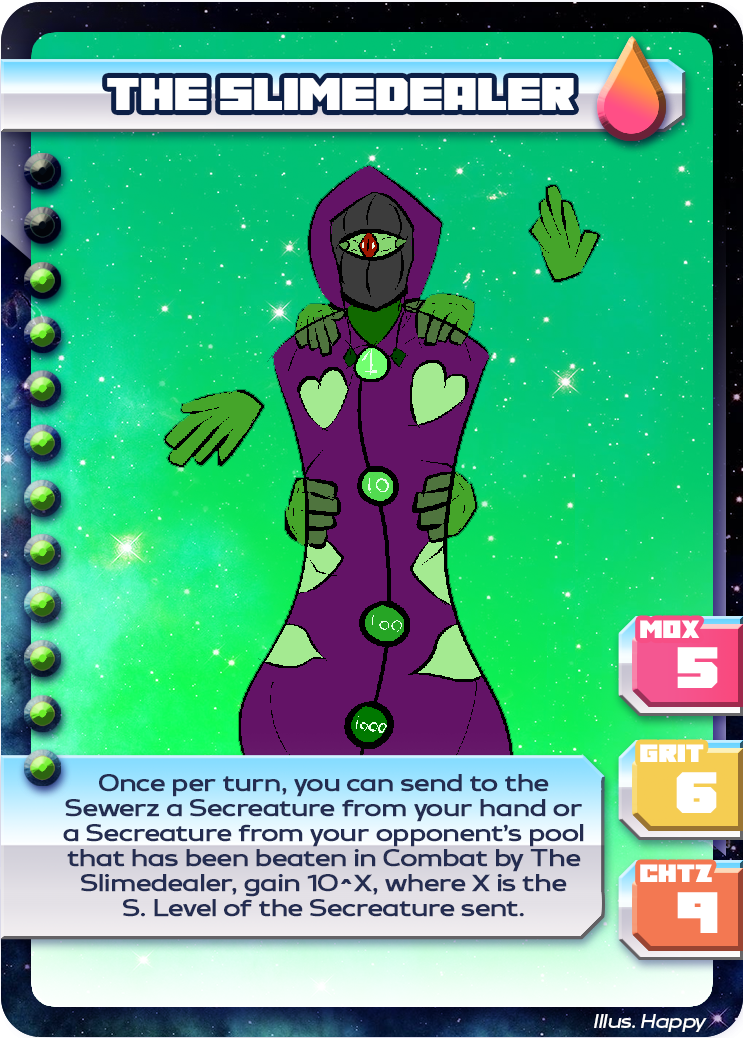 THE SLIMEDEALER
1
10
100
1000
MOX
5
GRIT
6
CHTZ
9
Once per turn, you can send to the
Sewerz a Secreature from your hand or
a Secreature from your opponent's pool
that has been beaten in Combat by The
Slimedealer, gain 10^X, where X is the
S. Level of the Secreature sent.
Illus. Happy